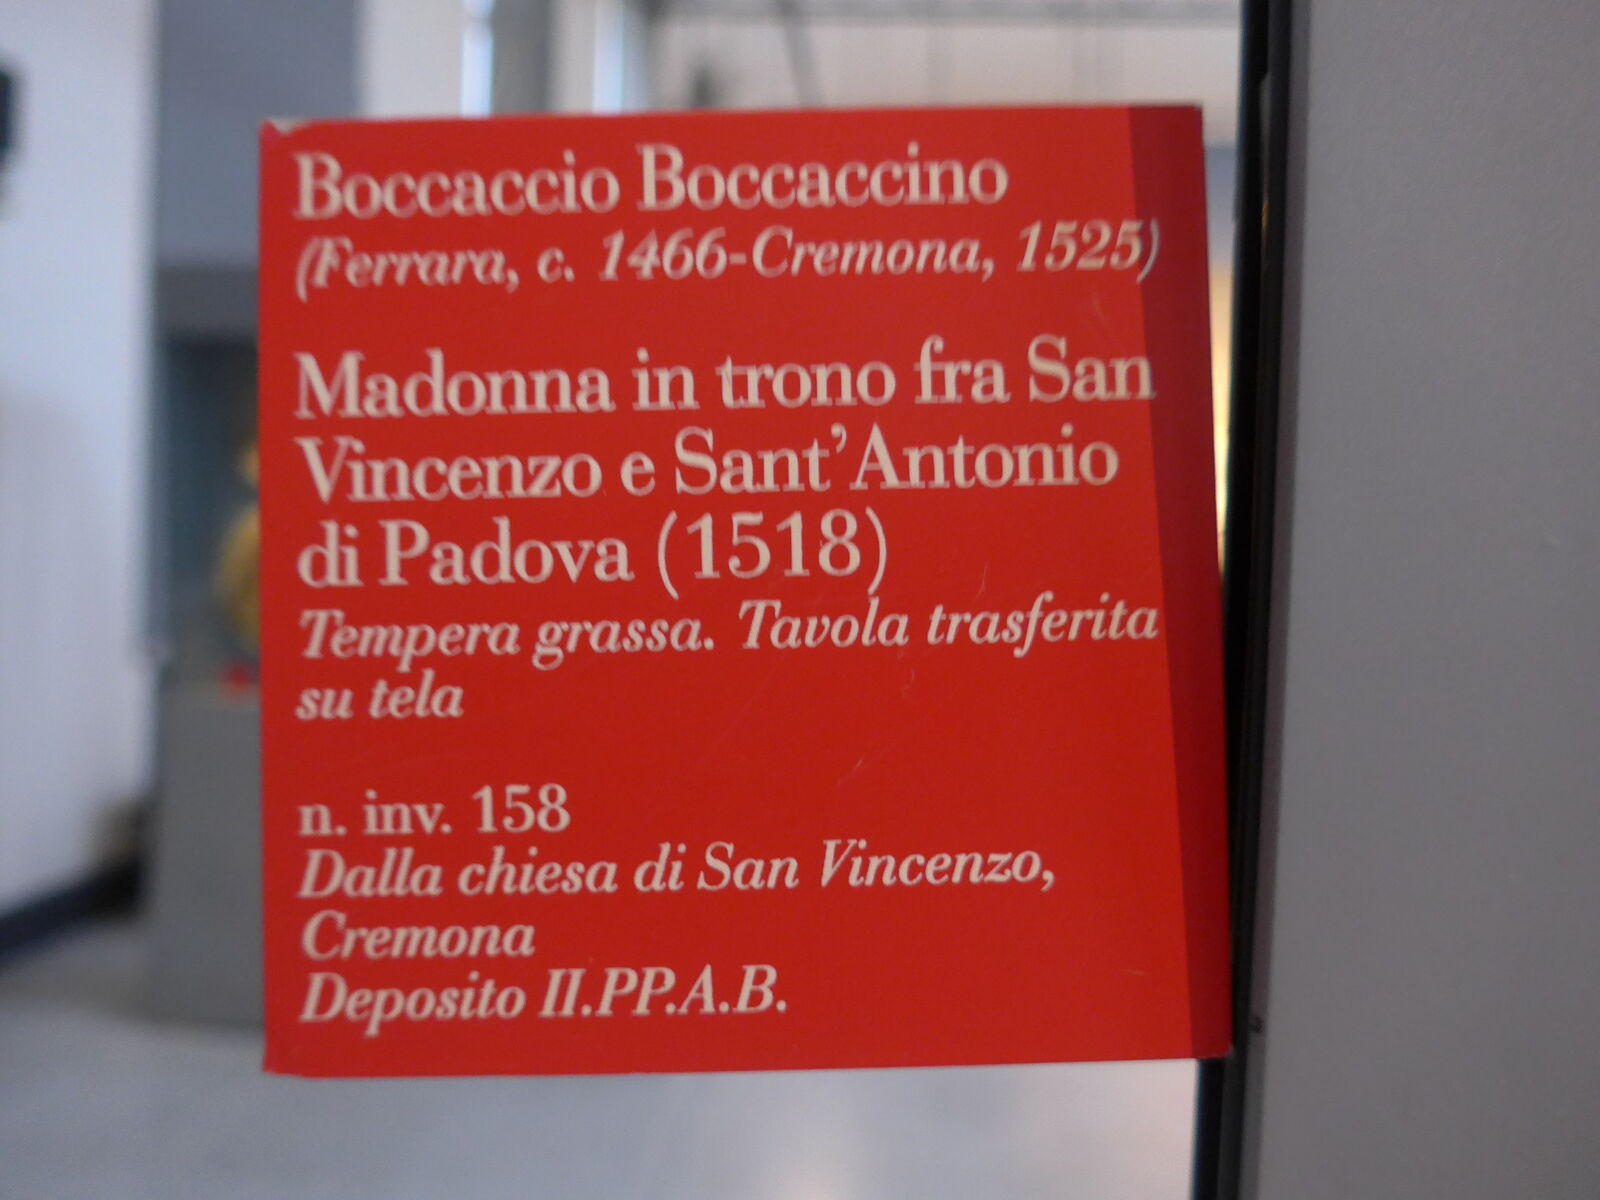 Boccaccio Boccaccino
(Ferrara, c. 1466-Cremona, 1525)
Madonna in trono fra San
Vincenzo e Sant'Antonio
di Padova (1518)
Tempera grassa. Tavola trasferita
su tela
n. inv. 158
Dalla chiesa di San Vincenzo,
Cremona
Deposito II.PP.A.B.